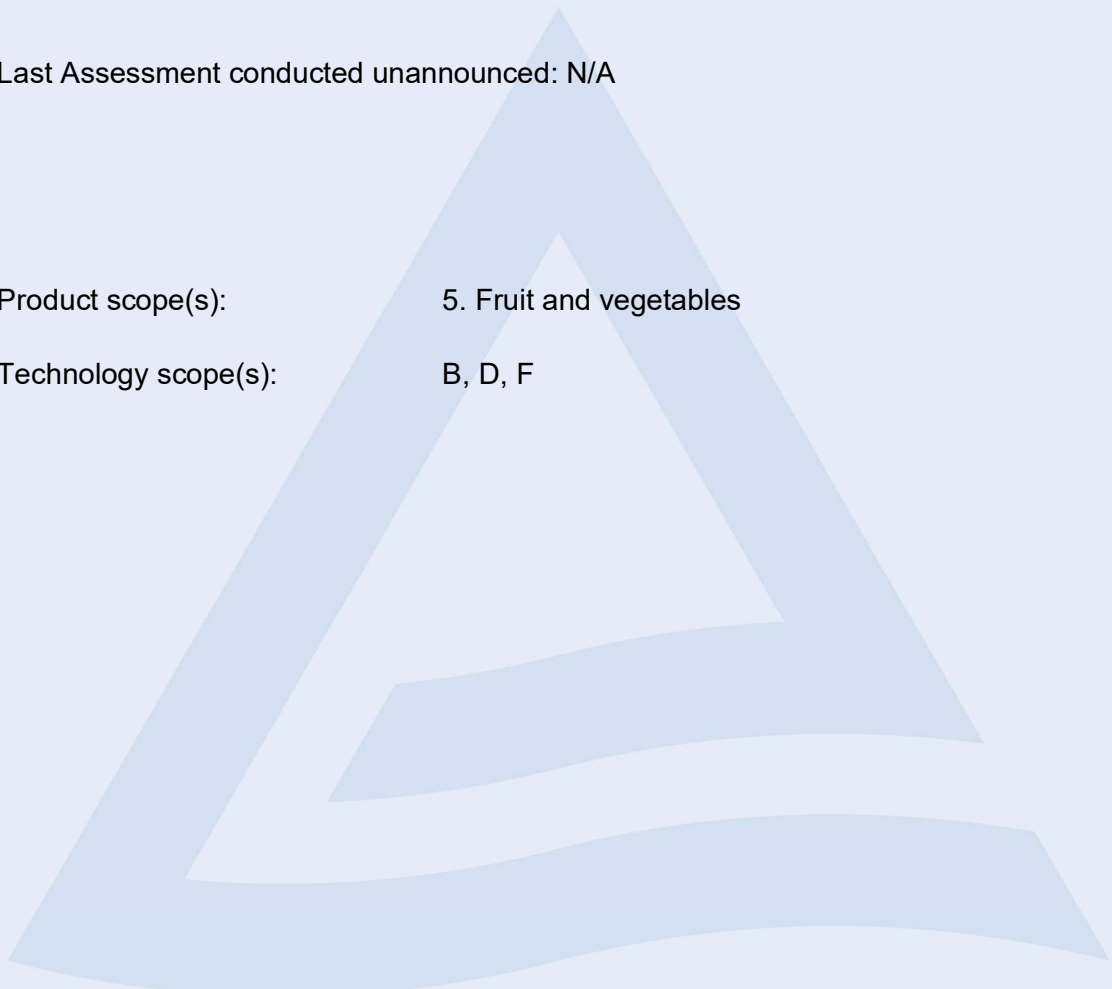 Last Assessment conducted unannounced: N/A
Product scope(s): 5. Fruit and vegetables
Technology scope(s): B, D, F